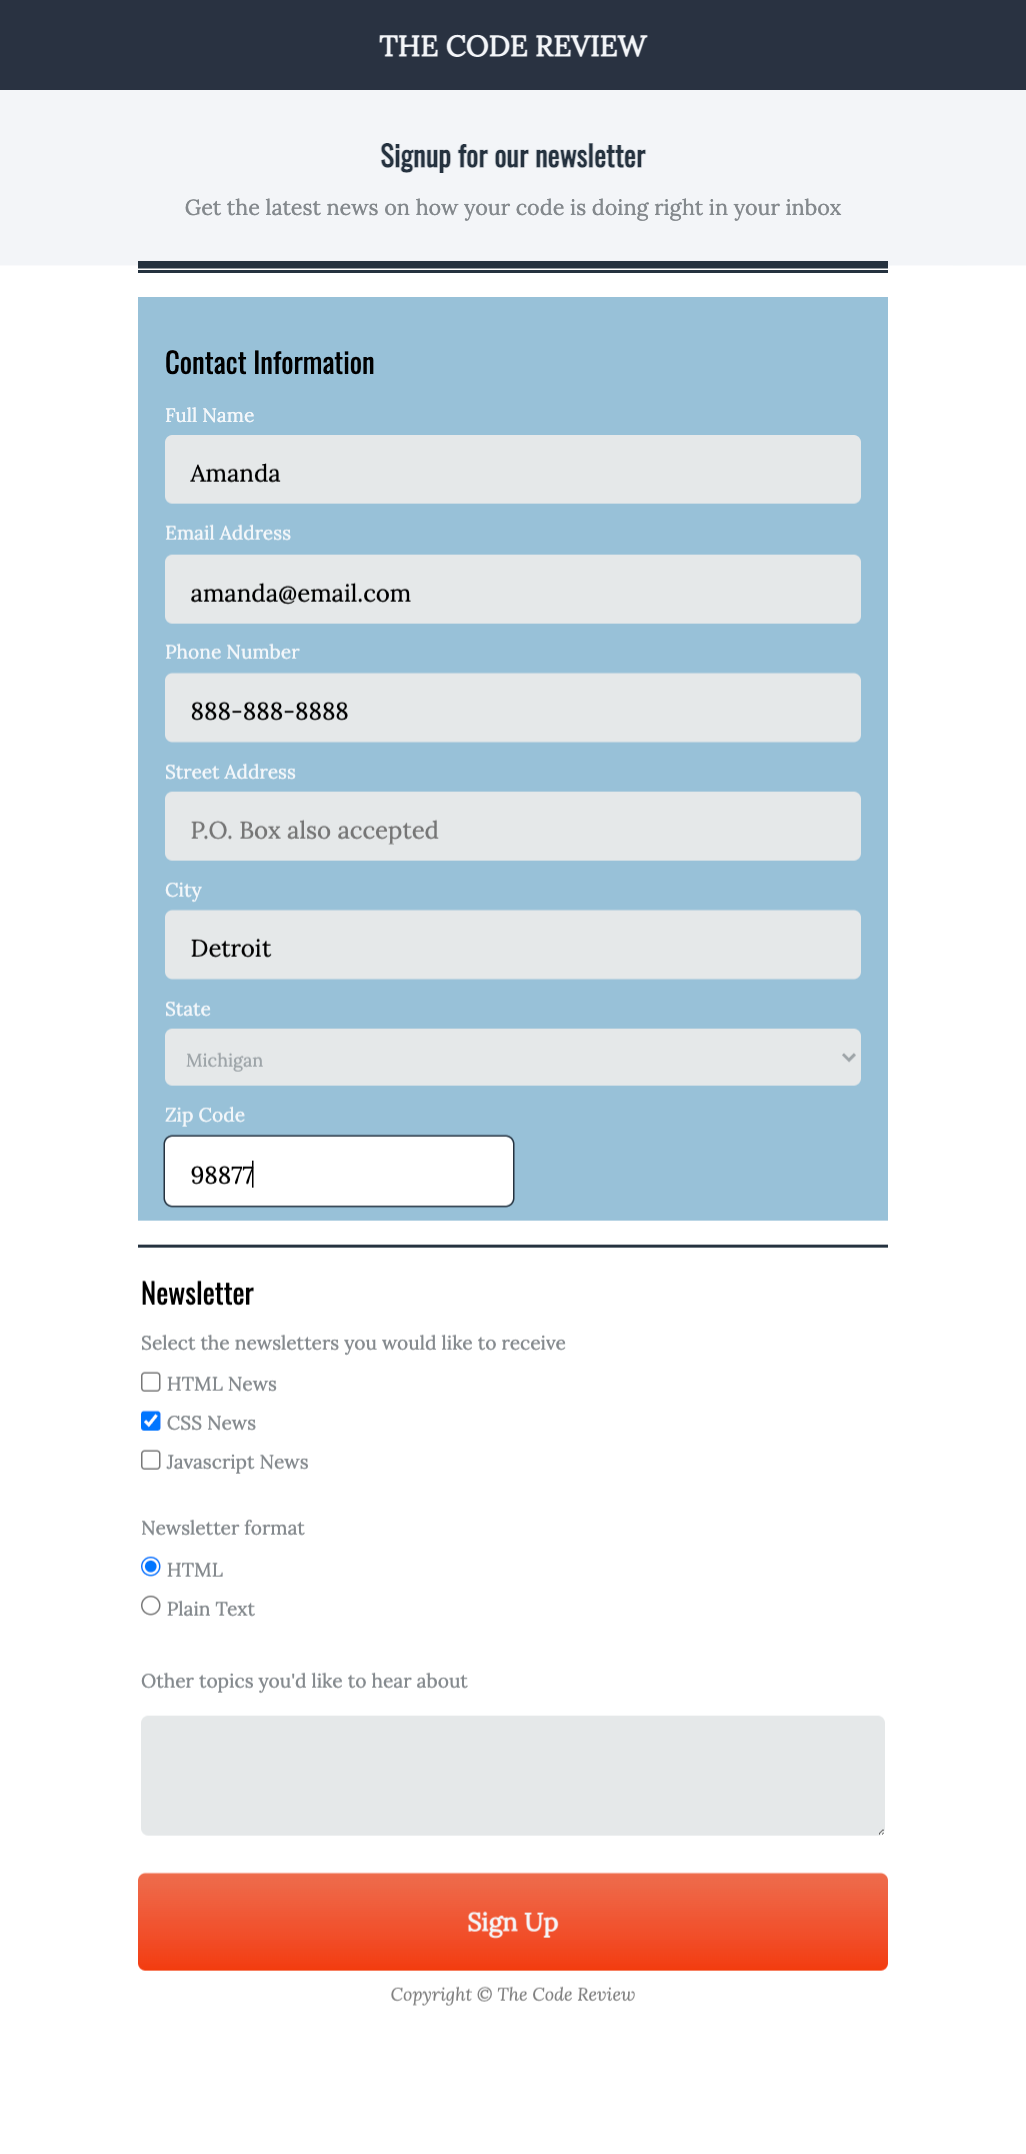 THE CODE REVIEW
Signup for our newsletter
Get the latest news on how your code is doing right in your inbox
Contact Information
Full Name
Amanda
Email Address
amanda@email.com
Phone Number
888-888-8888
Street Address
P.O. Box also accepted
City
Detroit
State
Michigan
Zip Code
98877
Newsletter
Select the newsletters you would like to receive
HTML News
CSS News
Javascript News
Newsletter format
HTML
Plain Text
Other topics you'd like to hear about
Sign Up
Copyright © The Code Review